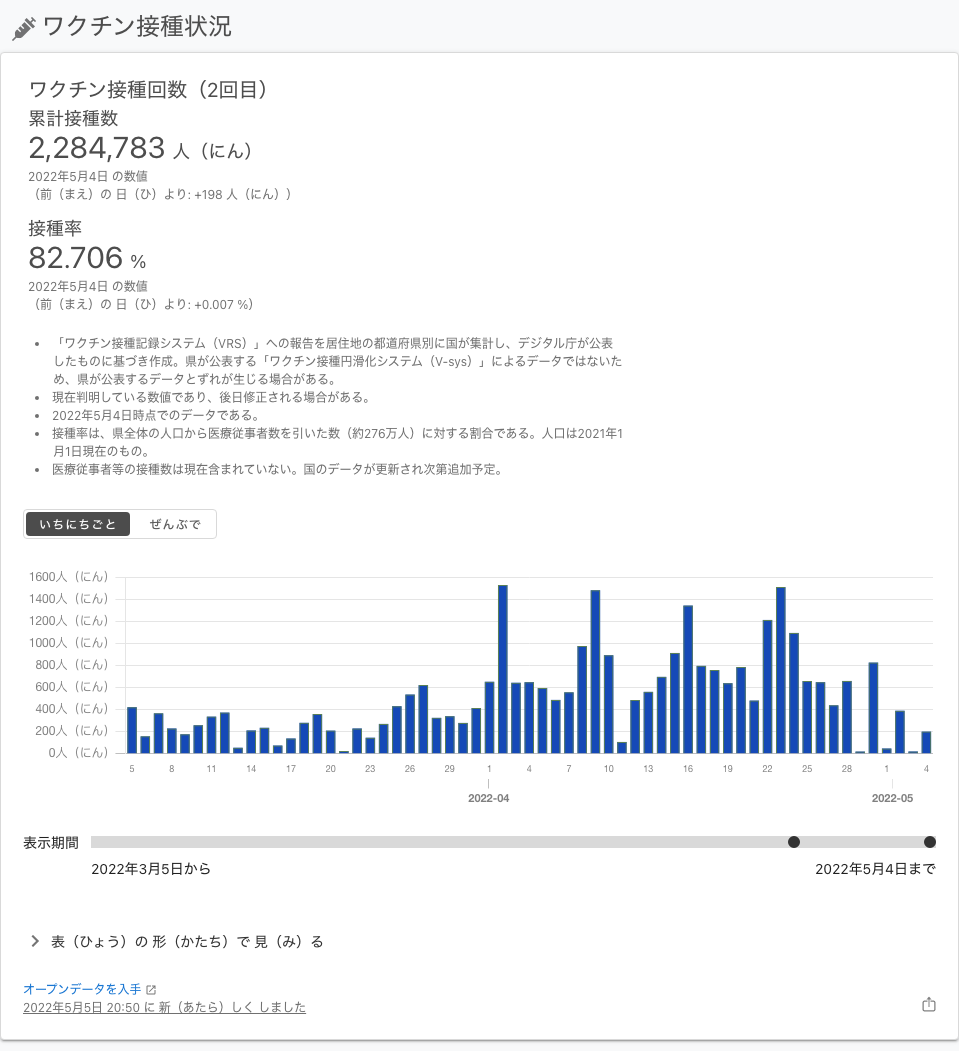 ワクチン接種状況
ワクチン接種回数（2回目）
累計接種数
2,284,783 人（にん）
2022年5月4日 の数値
（前（まえ）の 日（ひ）より: +198 人（にん））
接種率
82.706 %
2022年5月4日 の数値
（前（まえ）の 日（ひ）より: +0.007 %）
• 「ワクチン接種記録システム（VRS）」への報告を居住地の都道府県別に国が集計し、デジタル庁が公表
したものに基づき作成。県が公表する「ワクチン接種円滑化システム（V-sys）」によるデータではないた
め、県が公表するデータとずれが生じる場合がある。
• 現在判明している数値であり、後日修正される場合がある。
• 2022年5月4日時点でのデータである。
• 接種率は、県全体の人口から医療従事者数を引いた数（約276万人）に対する割合である。人口は2021年1
月1日現在のもの。
• 医療従事者等の接種数は現在含まれていない。国のデータが更新され次第追加予定。
いちにちごと ぜんぶで
1600人（にん）
1400人（にん）
1200人（にん）
1000人（にん）
800人（にん）
600人（にん）
400人（にん）
200人（にん）
0人（にん）
5 8 11 14 17 20 23 26 29 1 4 7 10 13 16 19 22 25 28 1 4
2022-04 2022-05
表示期間
2022年3月5日から 2022年5月4日まで
表（ひょう）の 形（かたち）で 見（み）る
オープンデータを入手
2022年5月5日 20:50 に 新（あたら）しく しました